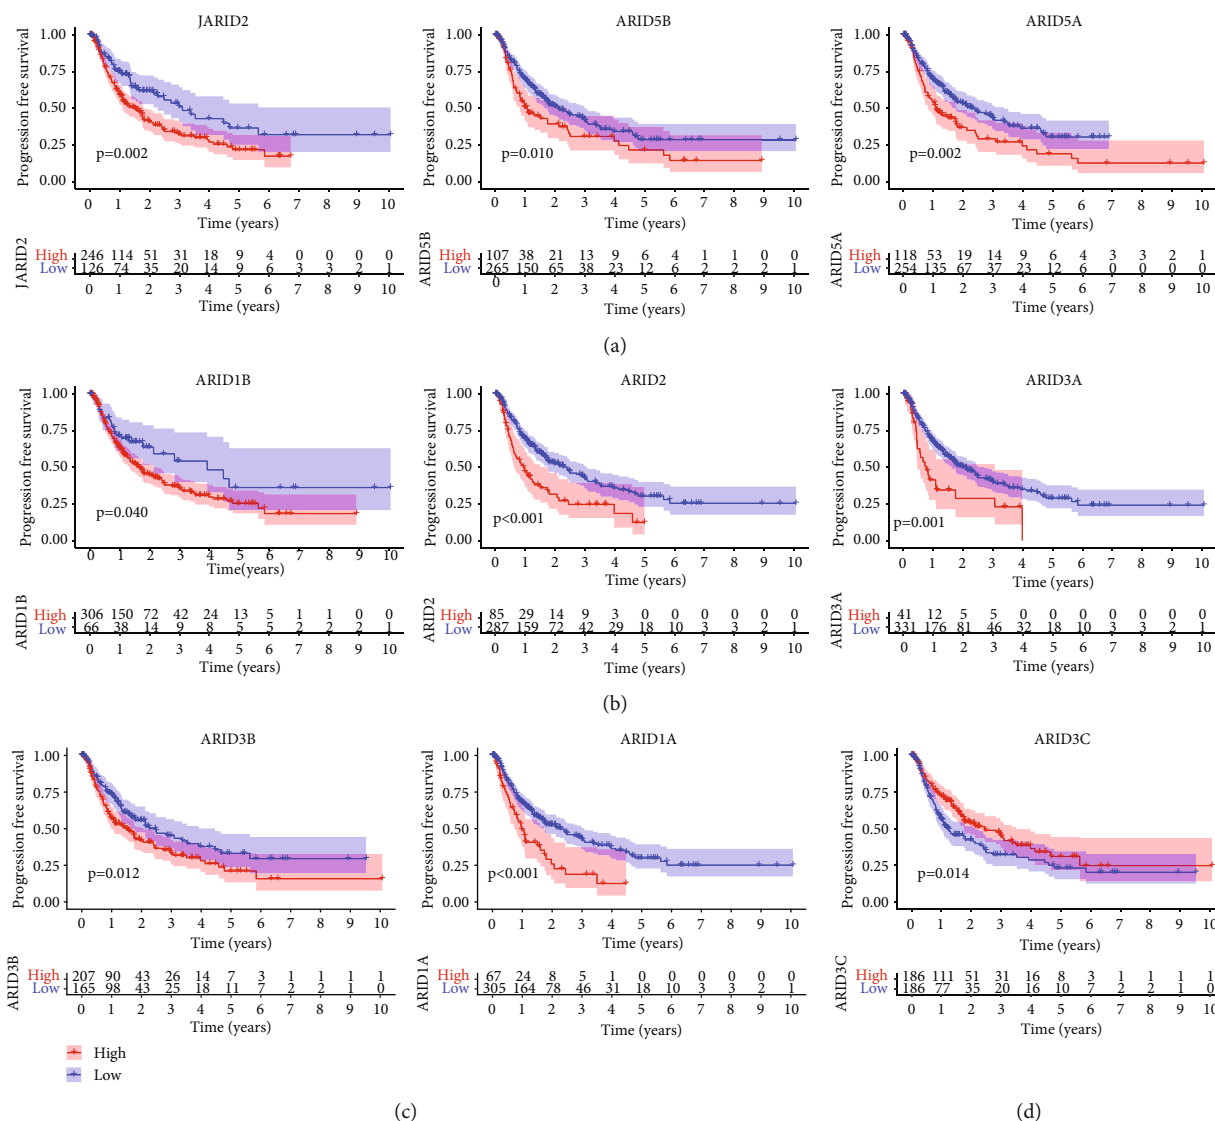 JARID2
Progression free survival
1.00
0.75
0.50
0.25
0.00
p=0.002
0 1 2 3 4 5 6 7 8 9 10
Time (years)
JARID2
High 246 114 51 31 18 9 4 0 0 0 0
Low 126 74 35 20 14 9 6 3 3 2 1
0 1 2 3 4 5 6 7 8 9 10
Time (years)
ARID5B
Progression free survival
1.00
0.75
0.50
0.25
0.00
p=0.010
0 1 2 3 4 5 6 7 8 9 10
Time (years)
ARID5B
High 107 38 21 13 9 6 4 1 1 0 0
Low 265 150 65 38 23 12 6 2 2 2 1
0 1 2 3 4 5 6 7 8 9 10
Time (years)
ARID5A
Progression free survival
1.00
0.75
0.50
0.25
0.00
p=0.002
0 1 2 3 4 5 6 7 8 9 10
Time (years)
ARID5A
High 118 53 19 14 9 6 4 3 3 2 1
Low 254 135 67 37 23 12 6 0 0 0 0
0 1 2 3 4 5 6 7 8 9 10
Time (years)
(a)
ARID1B
Progression free survival
1.00
0.75
0.50
0.25
0.00
p=0.040
0 1 2 3 4 5 6 7 8 9 10
Time(years)
ARID1B
High 306 150 72 42 24 13 5 1 1 0 0
Low 66 38 14 9 8 5 5 2 2 2 1
0 1 2 3 4 5 6 7 8 9 10
Time (years)
ARID2
Progression free survival
1.00
0.75
0.50
0.25
0.00
p<0.001
0 1 2 3 4 5 6 7 8 9 10
Time (years)
ARID2
High 85 29 14 9 3 0 0 0 0 0 0
Low 287 159 72 42 29 18 10 3 3 2 1
0 1 2 3 4 5 6 7 8 9 10
Time (years)
ARID3A
Progression free survival
1.00
0.75
0.50
0.25
0.00
p=0.001
0 1 2 3 4 5 6 7 8 9 10
Time (years)
ARID3A
High 41 12 5 5 0 0 0 0 0 0 0
Low 331 176 81 46 32 18 10 3 3 2 1
0 1 2 3 4 5 6 7 8 9 10
Time (years)
(b)
ARID3B
Progression free survival
1.00
0.75
0.50
0.25
0.00
p=0.012
0 1 2 3 4 5 6 7 8 9 10
Time (years)
ARID3B
High 207 90 43 26 14 7 3 1 1 1 1
Low 165 98 43 25 18 11 7 2 2 1 0
0 1 2 3 4 5 6 7 8 9 10
Time (years)
ARID1A
Progression free survival
1.00
0.75
0.50
0.25
0.00
p<0.001
0 1 2 3 4 5 6 7 8 9 10
Time (years)
ARID1A
High 67 24 8 5 1 0 0 0 0 0 0
Low 305 164 78 46 31 18 10 3 3 2 1
0 1 2 3 4 5 6 7 8 9 10
Time (years)
ARID3C
Progression free survival
1.00
0.75
0.50
0.25
0.00
p=0.014
0 1 2 3 4 5 6 7 8 9 10
Time (years)
ARID3C
High 186 111 51 31 16 8 3 1 1 1 1
Low 186 77 35 20 16 10 7 2 2 1 0
0 1 2 3 4 5 6 7 8 9 10
Time (years)
High
Low
(c)
(d)